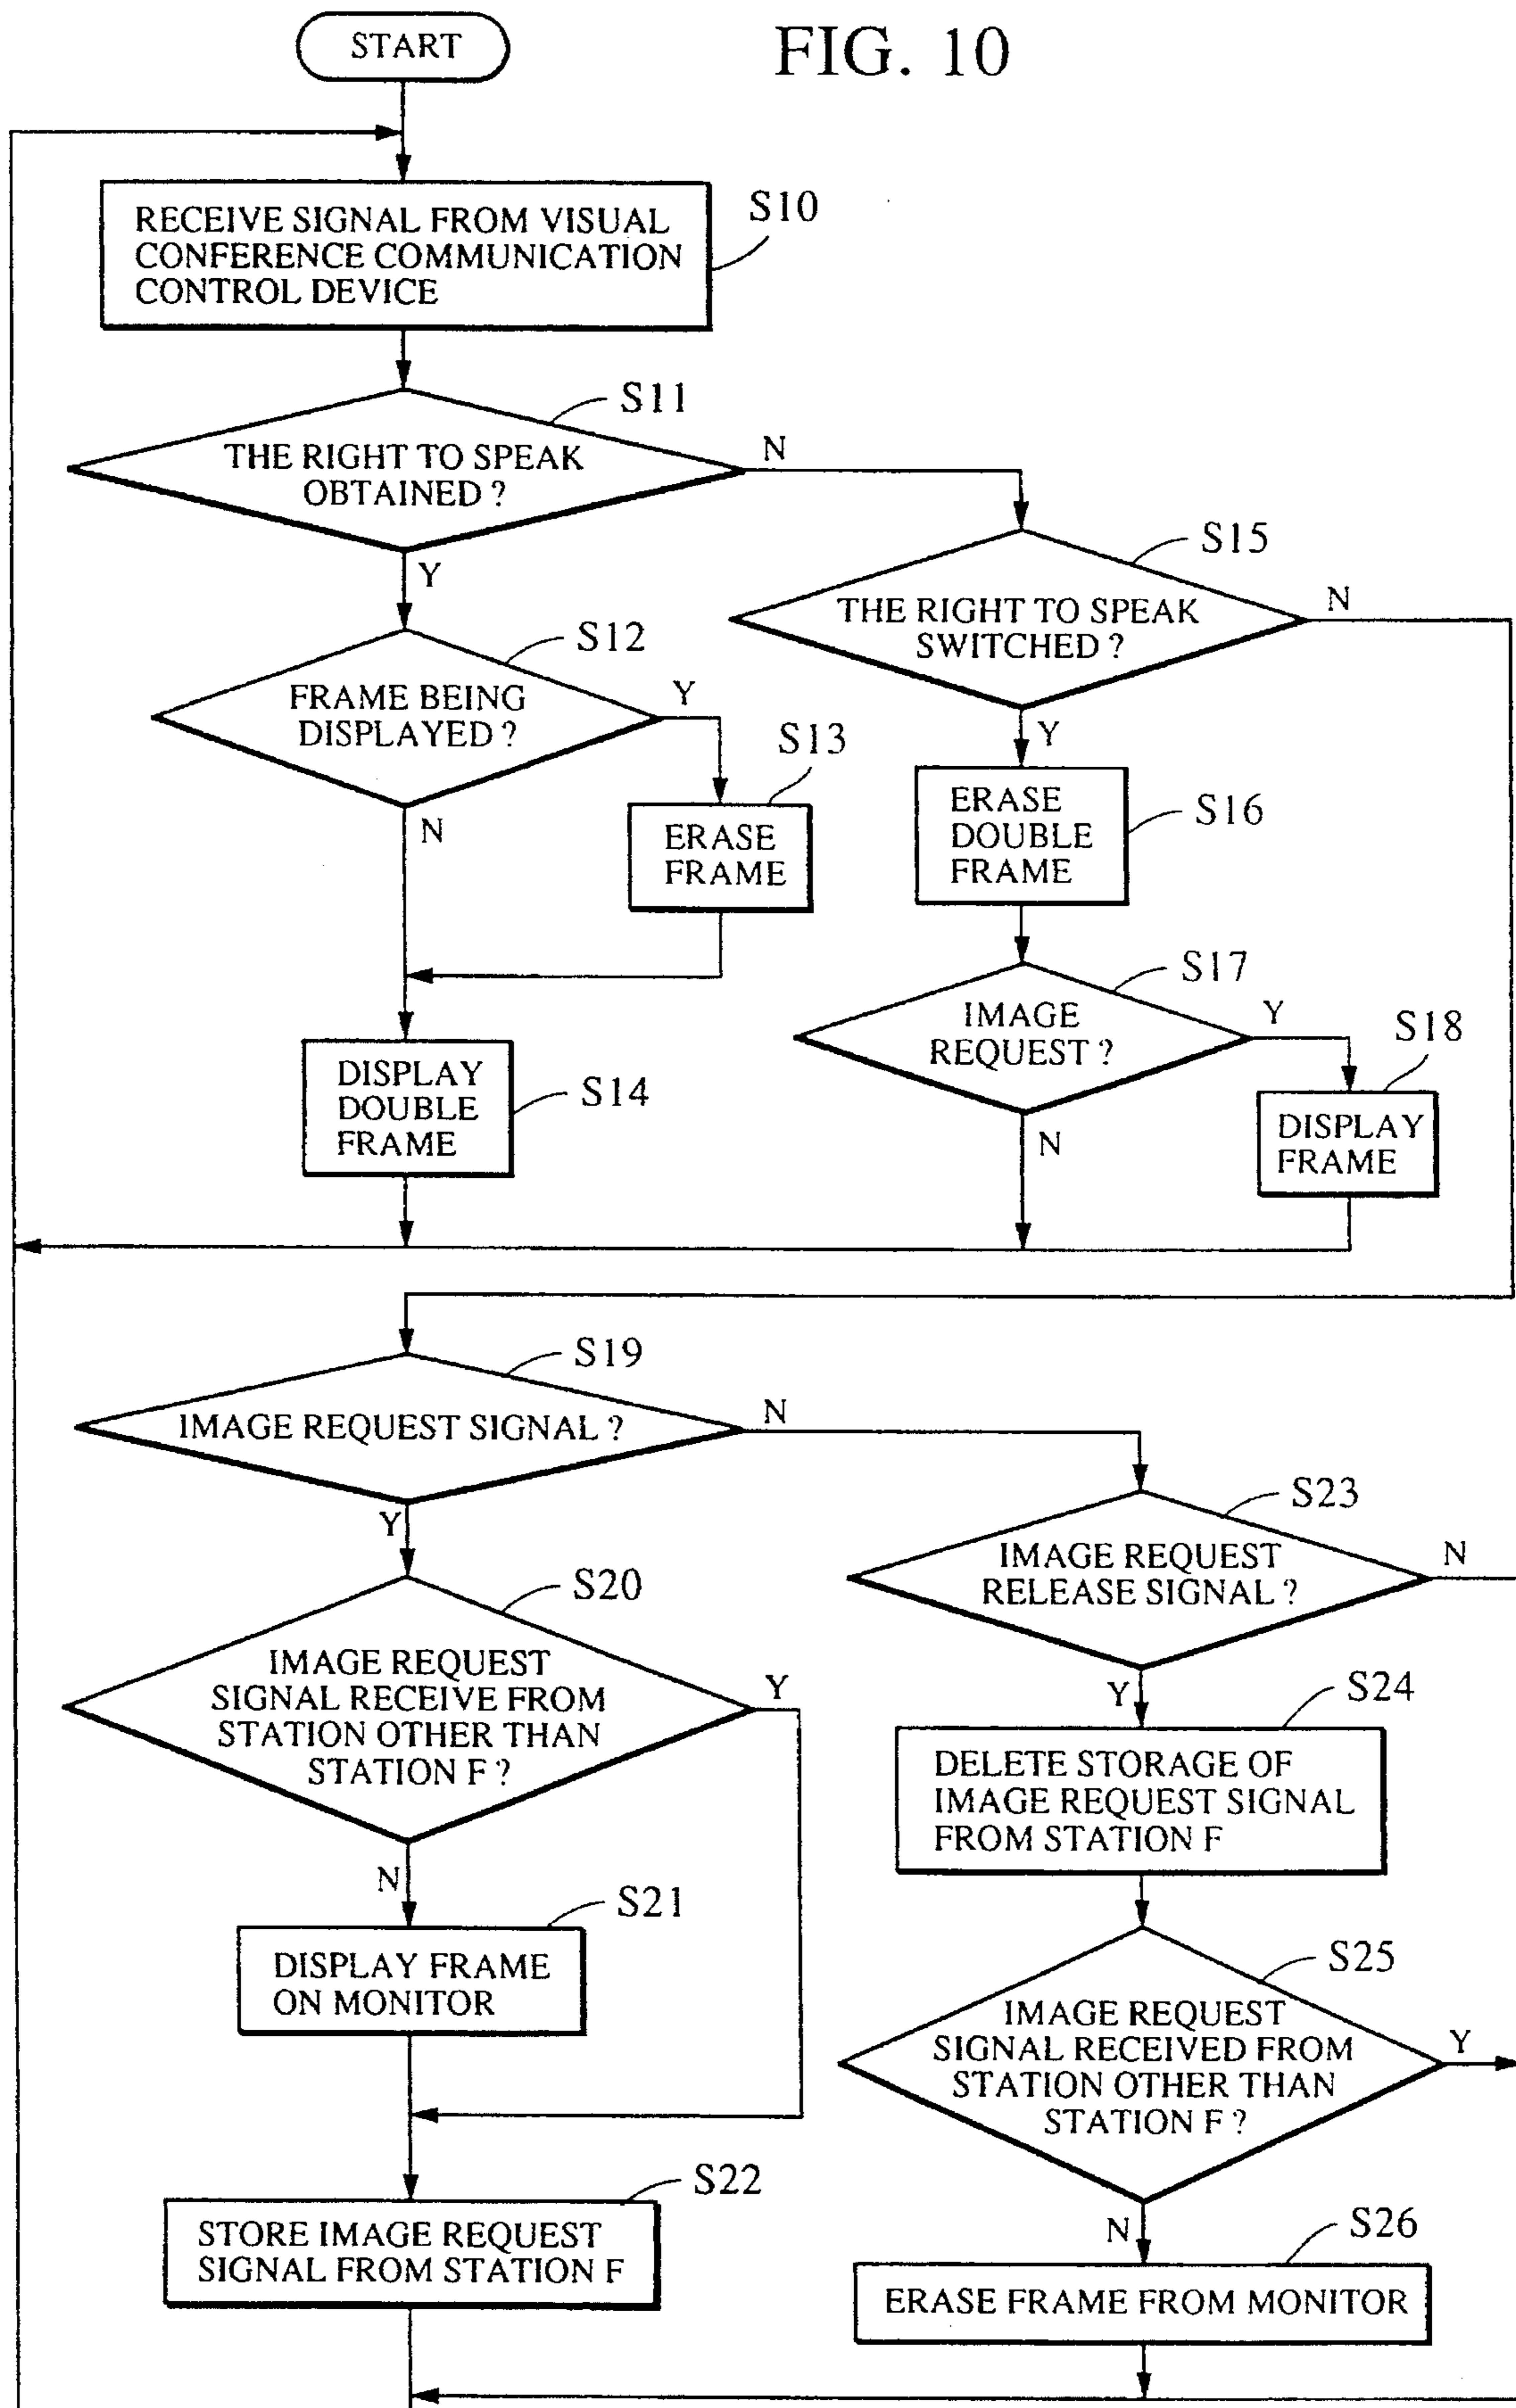 FIG. 10
START
S10
RECEIVE SIGNAL FROM VISUAL
CONFERENCE COMMUNICATION
CONTROL DEVICE
S11
THE RIGHT TO SPEAK
OBTAINED ?
N
Y
S15
THE RIGHT TO SPEAK
SWITCHED ?
N
Y
S12
FRAME BEING
DISPLAYED ?
Y
N
S13
ERASE
FRAME
S16
ERASE
DOUBLE
FRAME
S17
IMAGE
REQUEST ?
Y
N
S18
DISPLAY
FRAME
S14
DISPLAY
DOUBLE
FRAME
S19
IMAGE REQUEST SIGNAL ?
N
Y
S23
IMAGE REQUEST
RELEASE SIGNAL ?
N
Y
S20
IMAGE REQUEST
SIGNAL RECEIVE FROM
STATION OTHER THAN
STATION F ?
Y
N
S24
DELETE STORAGE OF
IMAGE REQUEST SIGNAL
FROM STATION F
S21
DISPLAY FRAME
ON MONITOR
S25
IMAGE REQUEST
SIGNAL RECEIVED FROM
STATION OTHER THAN
STATION F ?
Y
N
S22
STORE IMAGE REQUEST
SIGNAL FROM STATION F
S26
ERASE FRAME FROM MONITOR